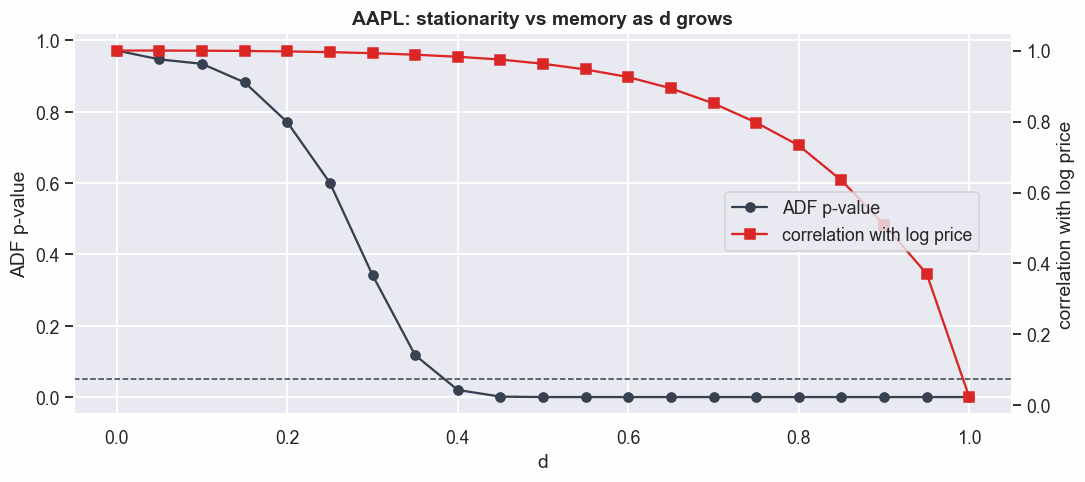 AAPL: stationarity vs memory as d grows
1.0
0.8
0.6
0.4
0.2
0.0
ADF p-value
1.0
0.8
0.6
0.4
0.2
0.0
correlation with log price
ADF p-value
correlation with log price
0.0 0.2 0.4 0.6 0.8 1.0
d